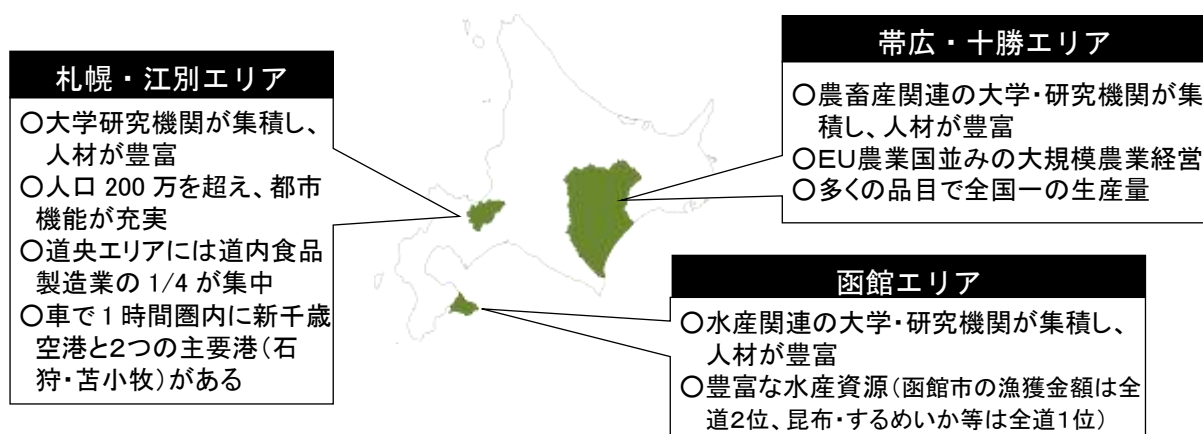 札幌・江別エリア
○大学研究機関が集積し、
人材が豊富
○人口 200 万を超え、都市
機能が充実
○道央エリアには道内食品
製造業の 1/4 が集中
○車で1時間圏内に新千歳
空港と2つの主要港(石
狩・苫小牧)がある
帯広・十勝エリア
○農畜産関連の大学・研究機関が集
積し、人材が豊富
○EU農業国並みの大規模農業経営
○多くの品目で全国一の生産量
函館エリア
○水産関連の大学・研究機関が集積し、
人材が豊富
○豊富な水産資源(函館市の漁獲金額は全
道2位、昆布・するめいか等は全道1位)